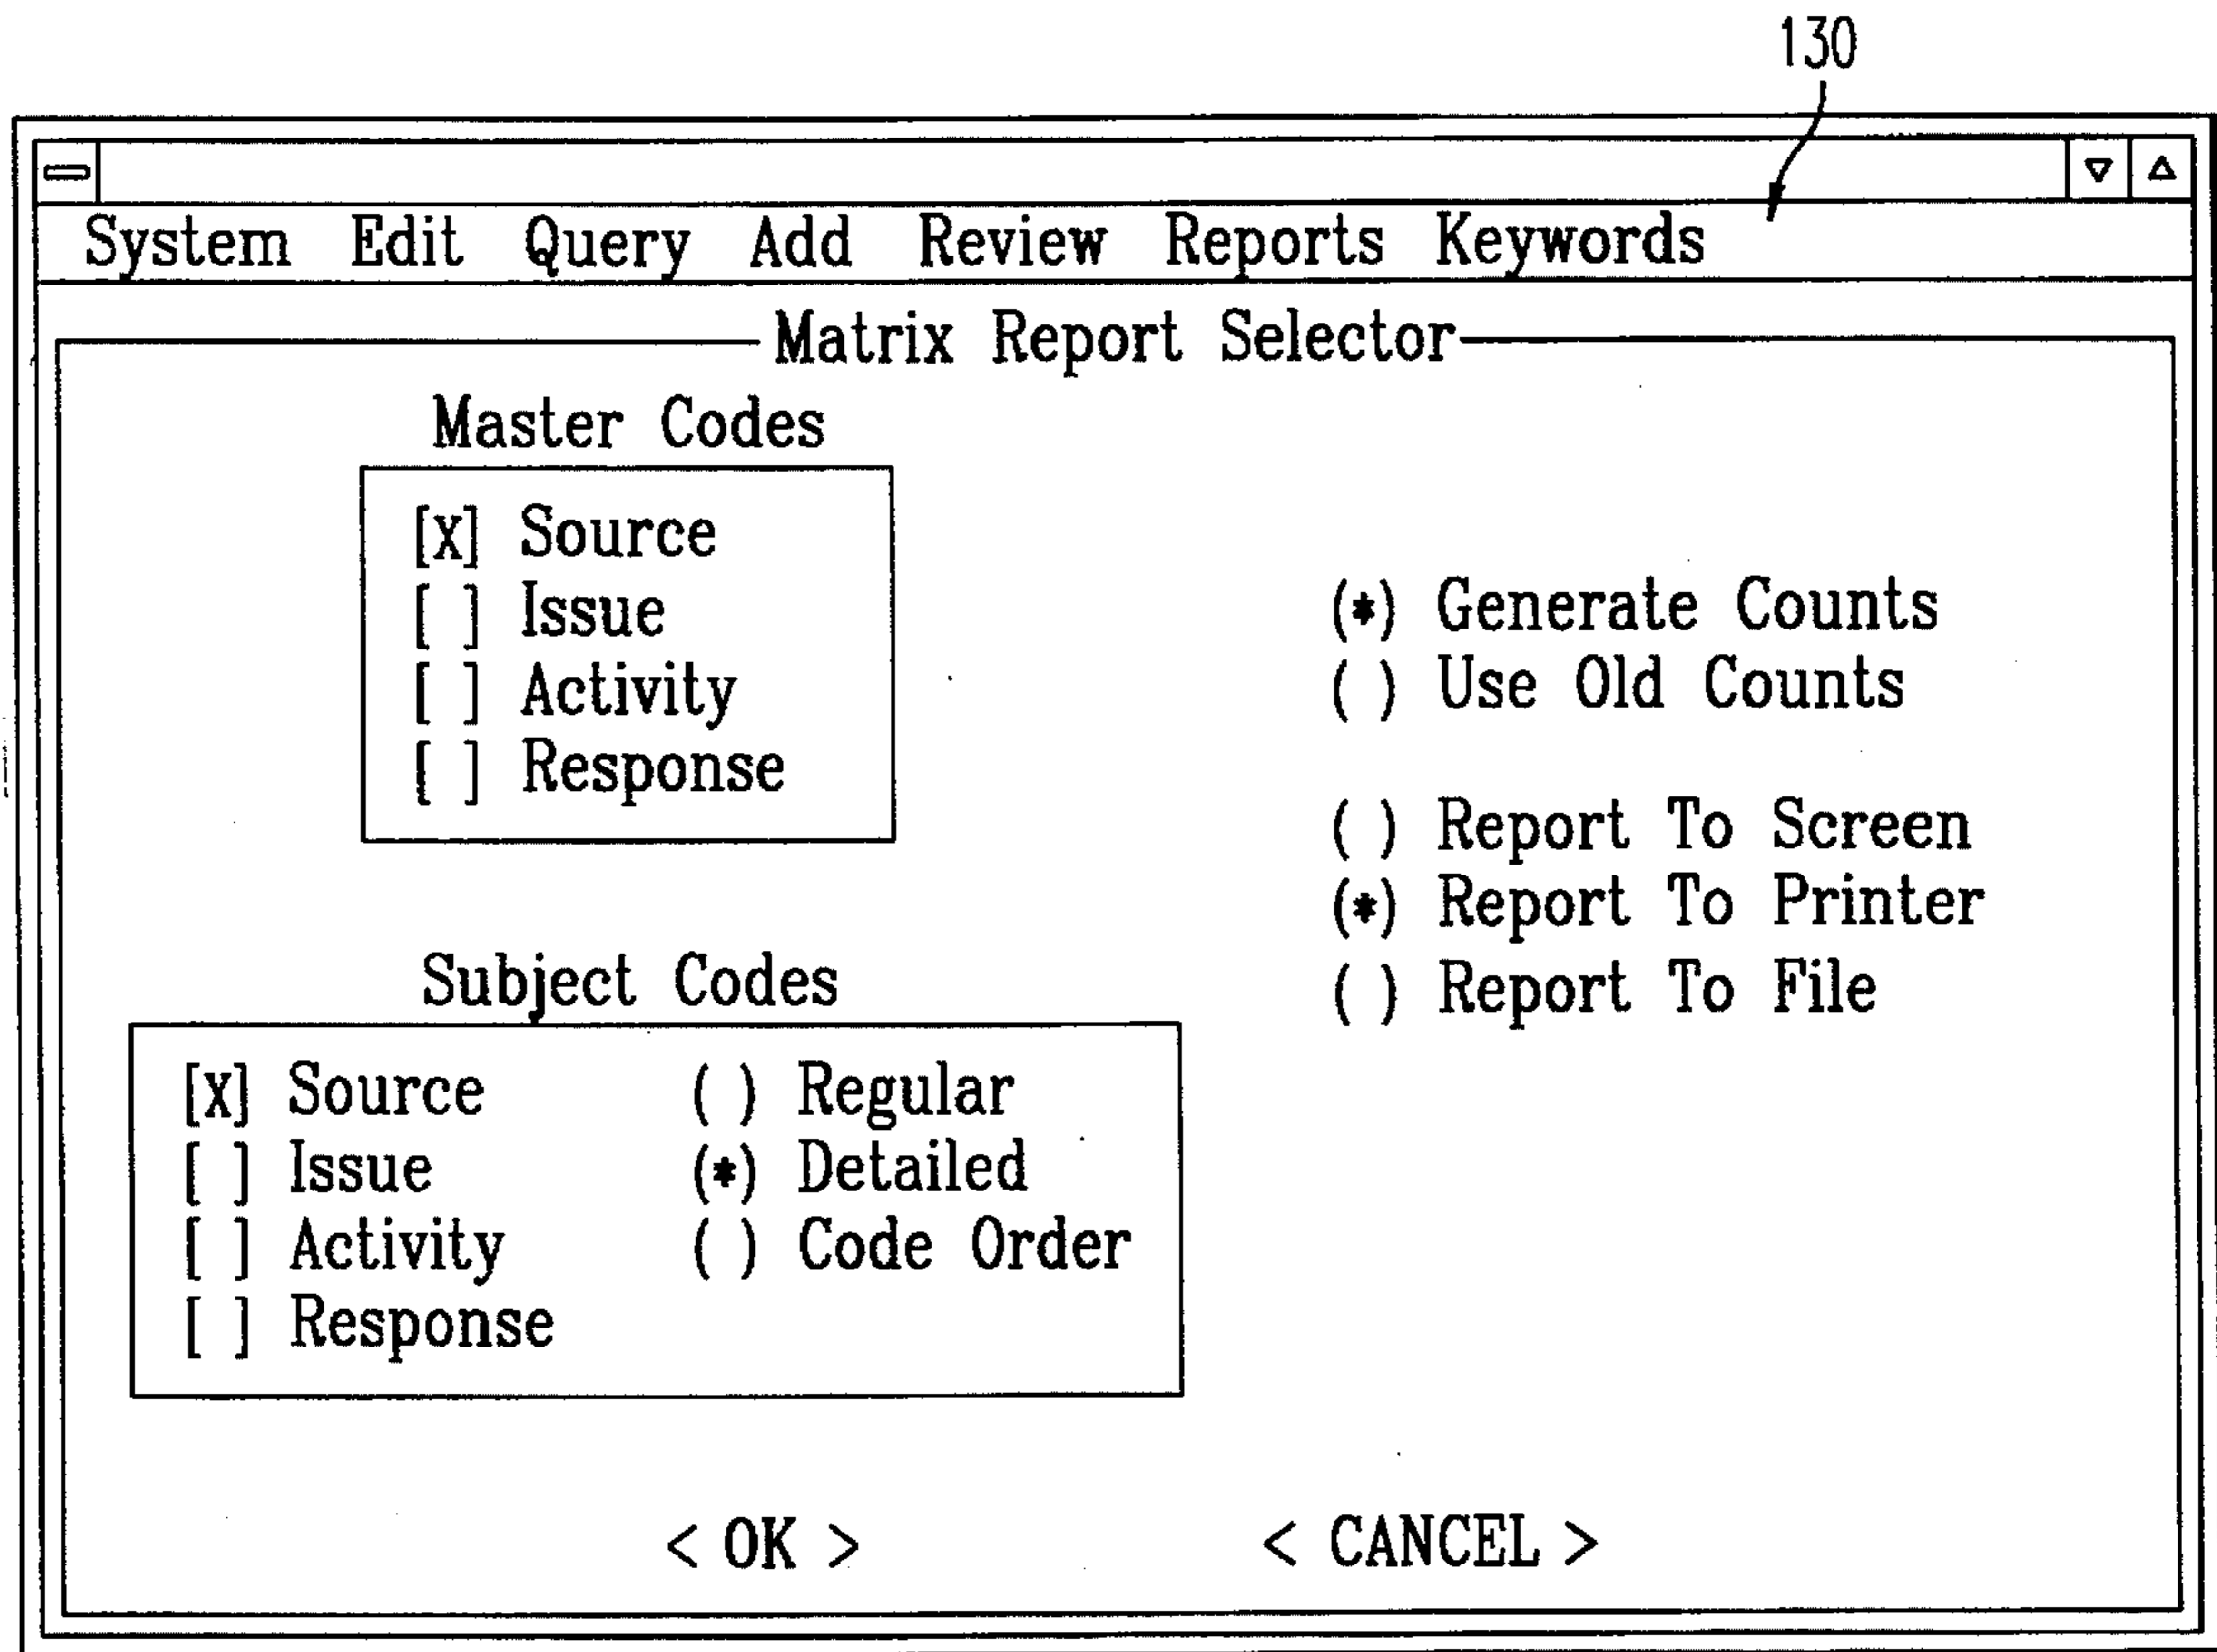 130
System Edit Query Add Review Reports Keywords
Matrix Report Selector
Master Codes
[X] Source
[ ] Issue
[ ] Activity
[ ] Response
(*) Generate Counts
( ) Use Old Counts
( ) Report To Screen
(*) Report To Printer
( ) Report To File
Subject Codes
[X] Source ( ) Regular
[ ] Issue (*) Detailed
[ ] Activity ( ) Code Order
[ ] Response
< OK > < CANCEL >